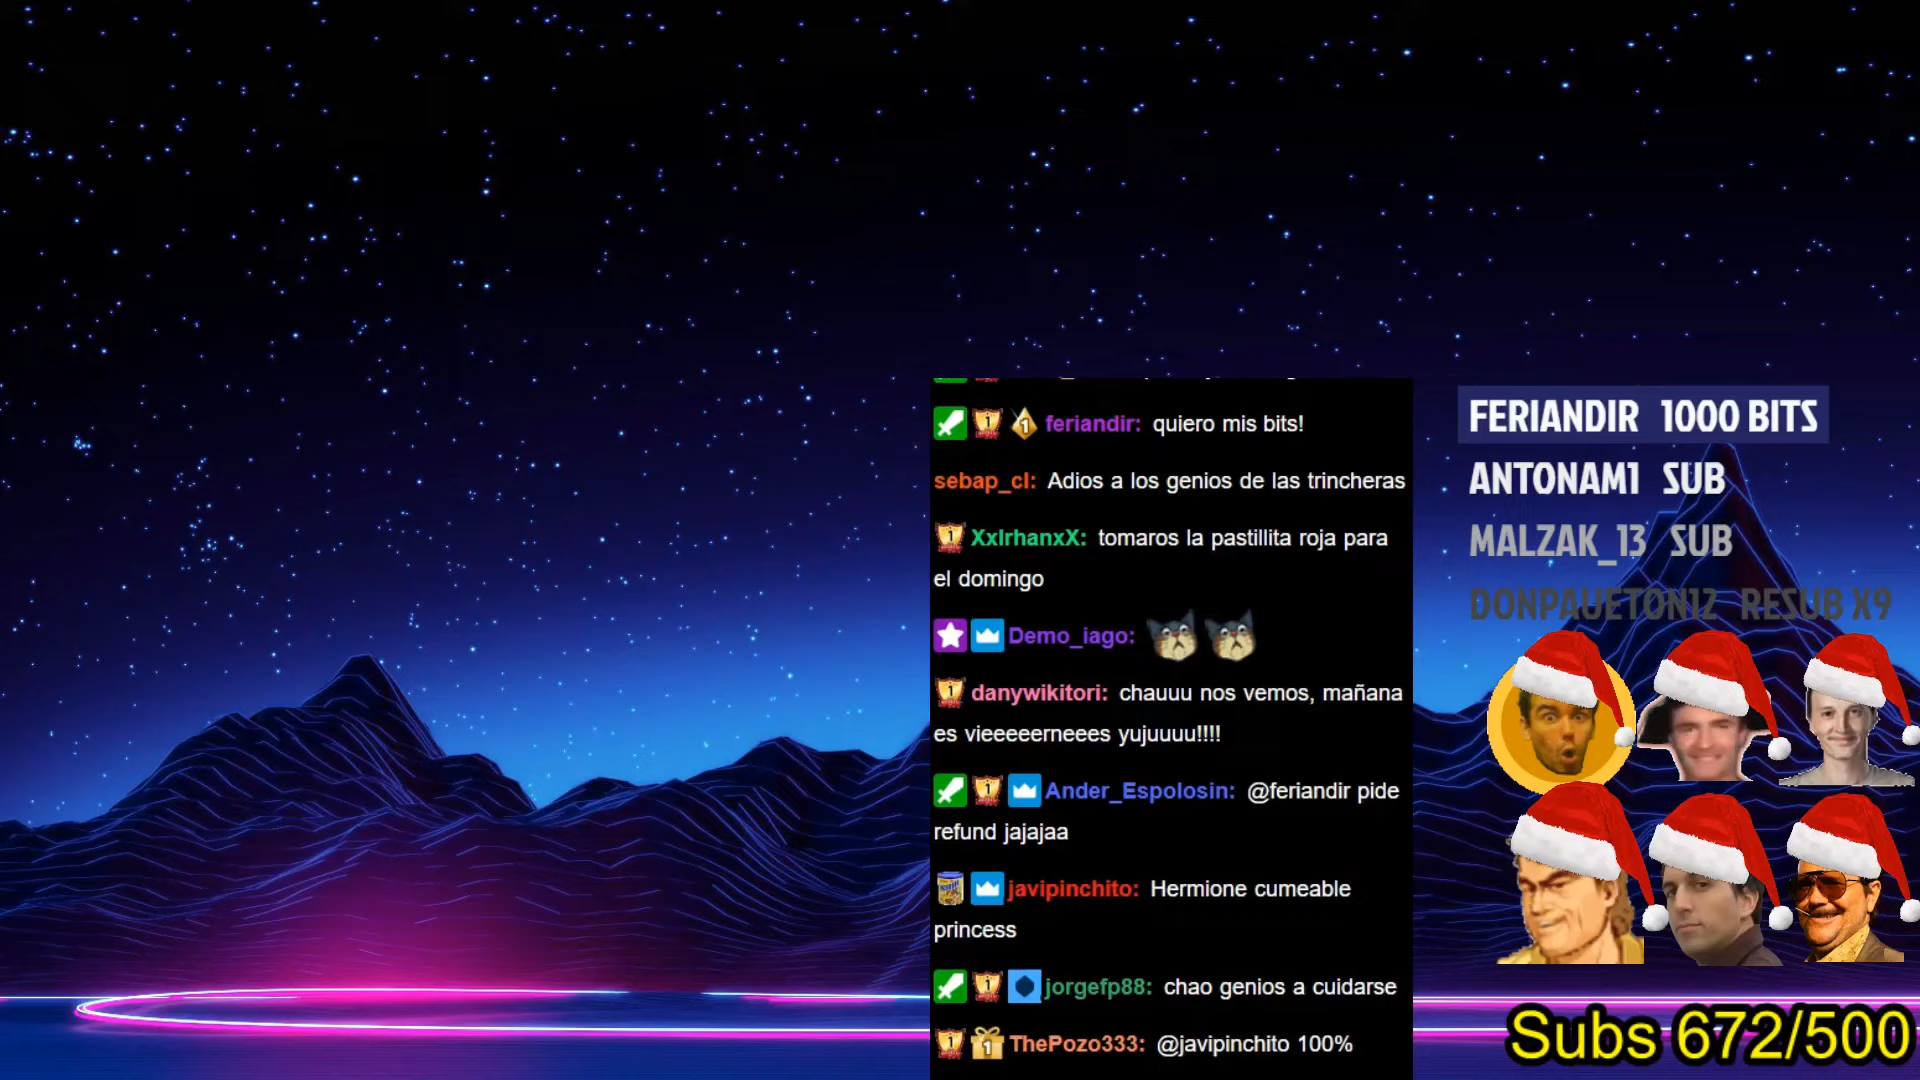 feriandir: quiero mis bits!
sebap_cl: Adios a los genios de las trincheras
XxIrhanxX: tomaros la pastillita roja para
el domingo
Demo_iago:
danywikitori: chauuu nos vemos, mañana
es vieeeeerneees yujuuuu!!!!
Ander_Espolosin: @feriandir pide
refund jajajaa
javipinchito: Hermione cumeable
princess
jorgefp88: chao genios a cuidarse
ThePozo333: @javipinchito 100%
FERIANDIR 1000 BITS
ANTONAM1 SUB
MALZAK_13 SUB
DONPAUETON12 RESUB X9
Subs 672/500